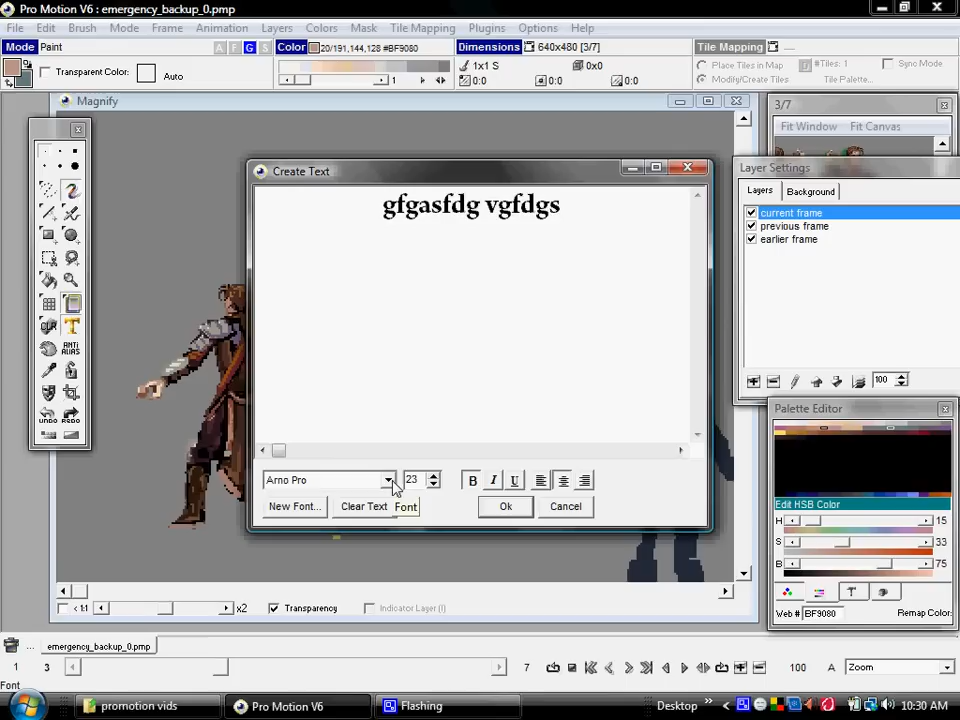 Pro Motion V6 : emergency_backup_0.pmp
File Edit Brush Mode Frame Animation Layers Colors Mask Tile Mapping Plugins Options Help
Mode Paint A F G L Color 20/191,144,128 #BF9080 Dimensions 640x480 [3/7] Tile Mapping --
Transparent Color: Auto 1 1x1 S 0x0 Place Tiles in Map #Tiles: 1 Sync Mode
0:0 0:0 0:0 Modify/Create Tiles Tile Palette...
Magnify
3/7
Fit Window Fit Canvas
Create Text
Layer Settings
Layers Background
gfgasfdg vgfdgs
current frame
previous frame
earlier frame
CLR T ANTI ALIAS
UNDO REDO
100
Palette Editor
Arno Pro 23 B I U
New Font... Clear Text Font Ok Cancel
Edit HSB Color
H 15
S 33
B 75
T
Web # BF9080 Remap Color:
< 1:1 x2 Transparency Indicator Layer (I)
... emergency_backup_0.pmp
1 3 7 100 A Zoom
Font
promotion vids Pro Motion V6 Flashing Desktop » 10:30 AM